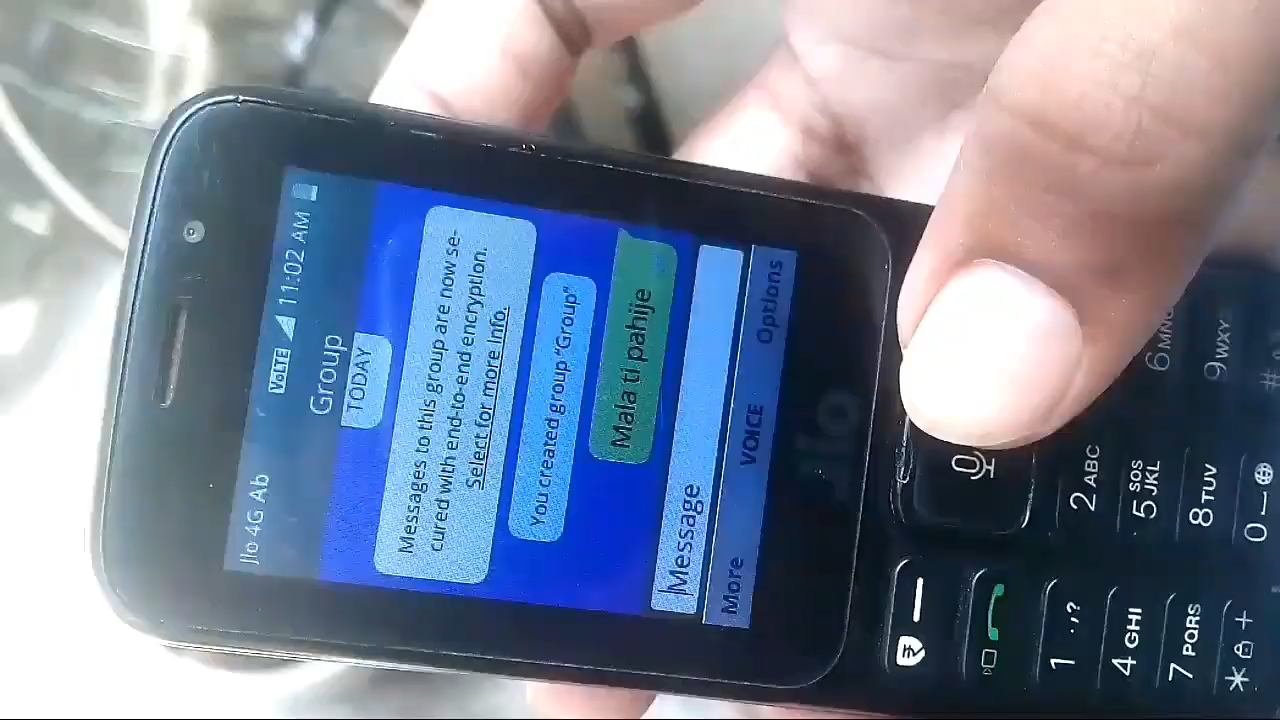 Jio 4G Ab VoLTE 11:02 AM
Group
TODAY
Messages to this group are now se-
cured with end-to-end encryption.
Select for more Info.
You created group "Group"
Mala ti pahije
Message
More VOICE Options
Jio
₹
2 ABC
5 SOS JKL
6 MNO
8 TUV
9 WXY
0
#
1 .,?
4 GHI
7 PQRS
* +